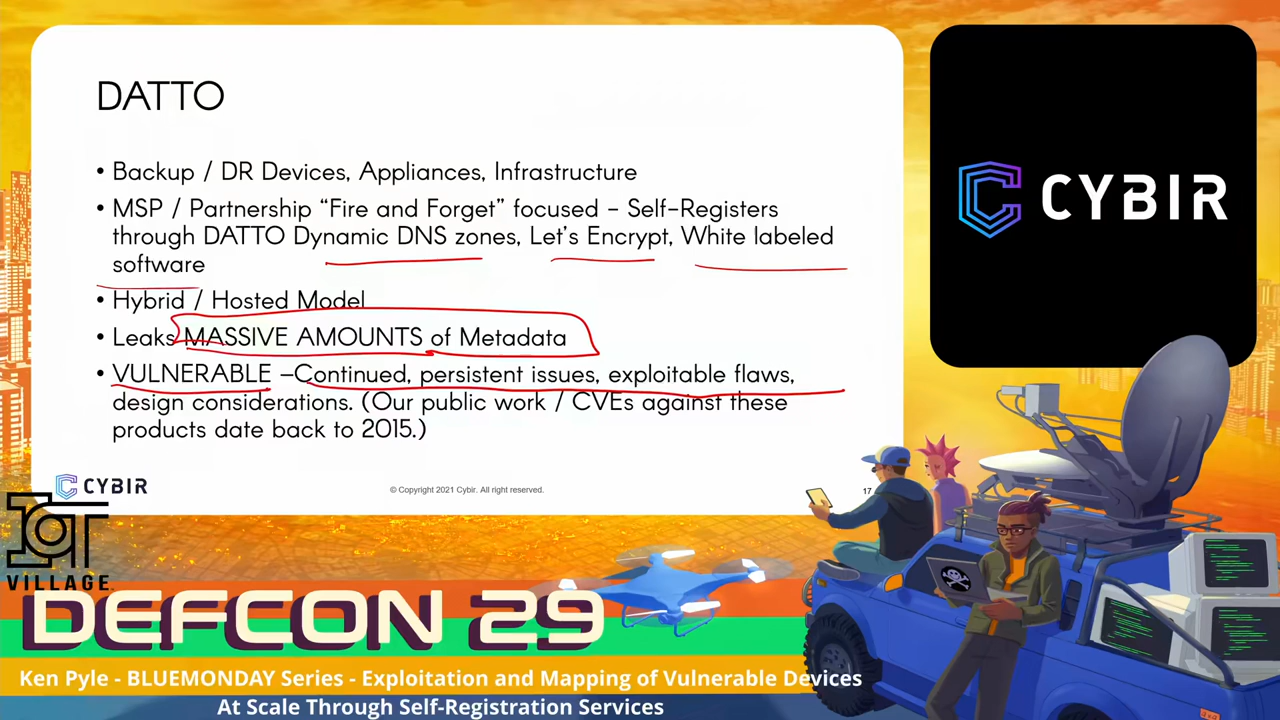 DATTO
• Backup / DR Devices, Appliances, Infrastructure
• MSP / Partnership “Fire and Forget” focused – Self-Registers
through DATTO Dynamic DNS zones, Let’s Encrypt, White labeled
software
• Hybrid / Hosted Model
• Leaks MASSIVE AMOUNTS of Metadata
• VULNERABLE –Continued, persistent issues, exploitable flaws,
design considerations. (Our public work / CVEs against these
products date back to 2015.)
CYBIR
© Copyright 2021 Cybir. All right reserved.
17
CYBIR
IoT
VILLAGE
DEFCON 29
Ken Pyle - BLUEMONDAY Series - Exploitation and Mapping of Vulnerable Devices
At Scale Through Self-Registration Services